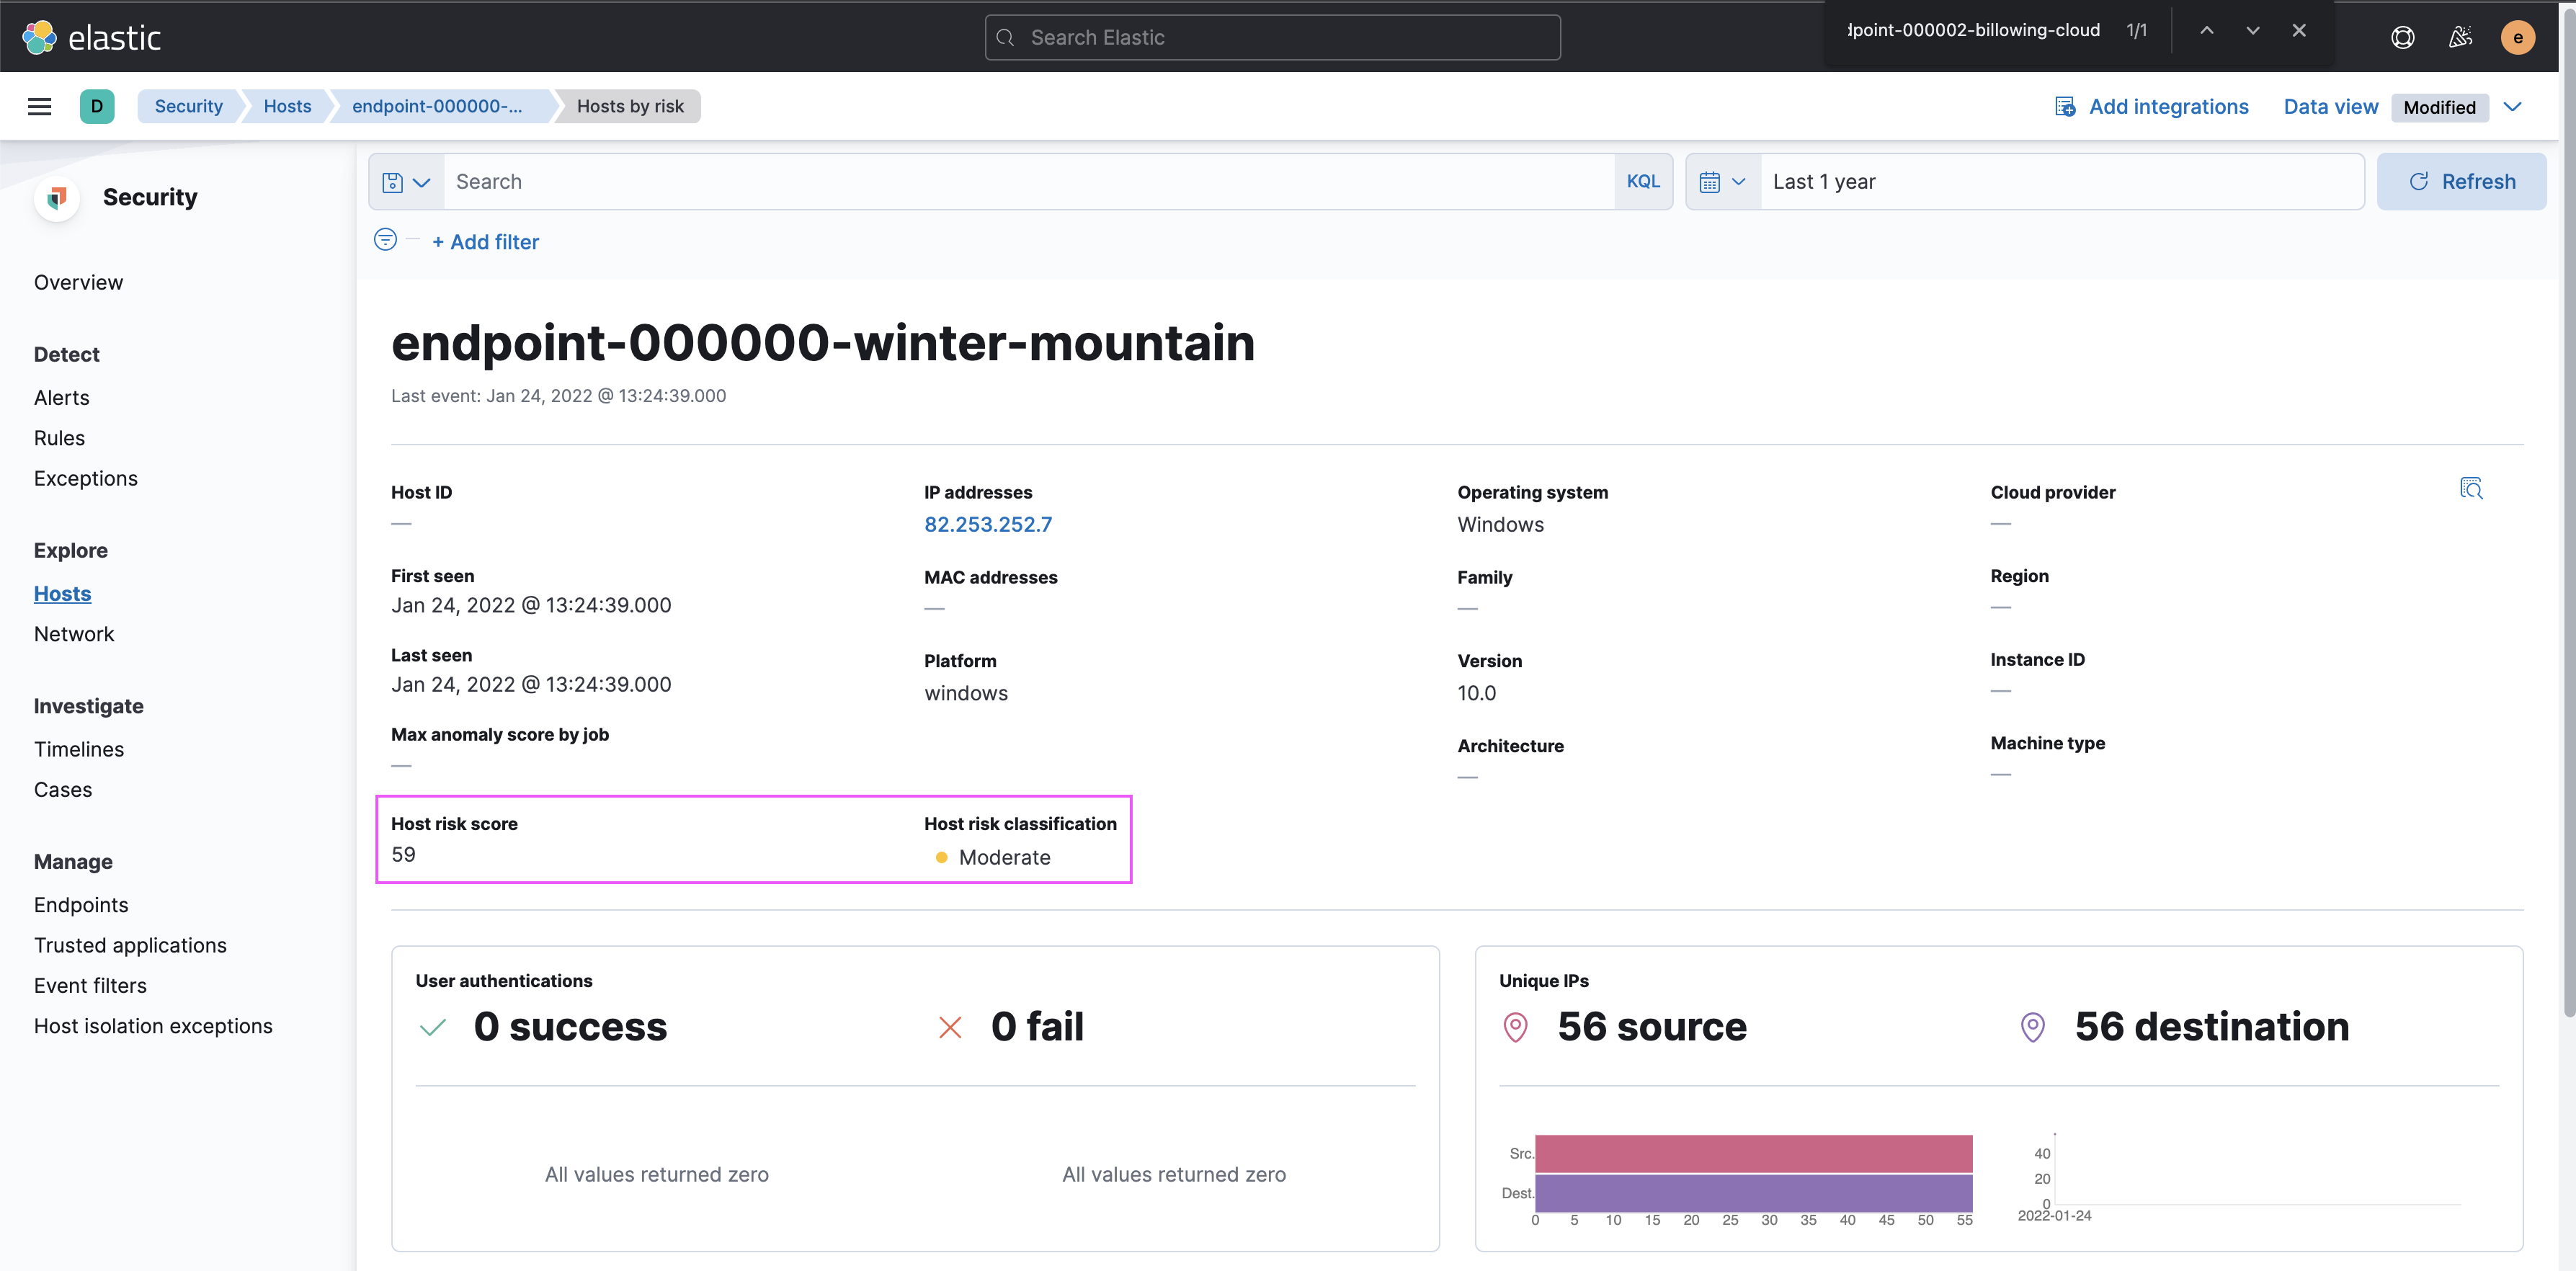 elastic
Search Elastic
point-000002-billowing-cloud 1/1
e
D
Security
Hosts
endpoint-000000-...
Hosts by risk
Add integrations
Data view
Modified
Security
Search
KQL
Last 1 year
Refresh
+ Add filter
Overview
Detect
Alerts
Rules
Exceptions
Explore
Hosts
Network
Investigate
Timelines
Cases
Manage
Endpoints
Trusted applications
Event filters
Host isolation exceptions
endpoint-000000-winter-mountain
Last event: Jan 24, 2022 @ 13:24:39.000
Host ID
—
First seen
Jan 24, 2022 @ 13:24:39.000
Last seen
Jan 24, 2022 @ 13:24:39.000
Max anomaly score by job
—
IP addresses
82.253.252.7
MAC addresses
—
Platform
windows
Operating system
Windows
Family
—
Version
10.0
Architecture
—
Cloud provider
—
Region
—
Instance ID
—
Machine type
—
Host risk score
59
Host risk classification
Moderate
User authentications
0 success
0 fail
All values returned zero
All values returned zero
Unique IPs
56 source
56 destination
Src.
Dest.
0 5 10 15 20 25 30 35 40 45 50 55
40
20
0
2022-01-24